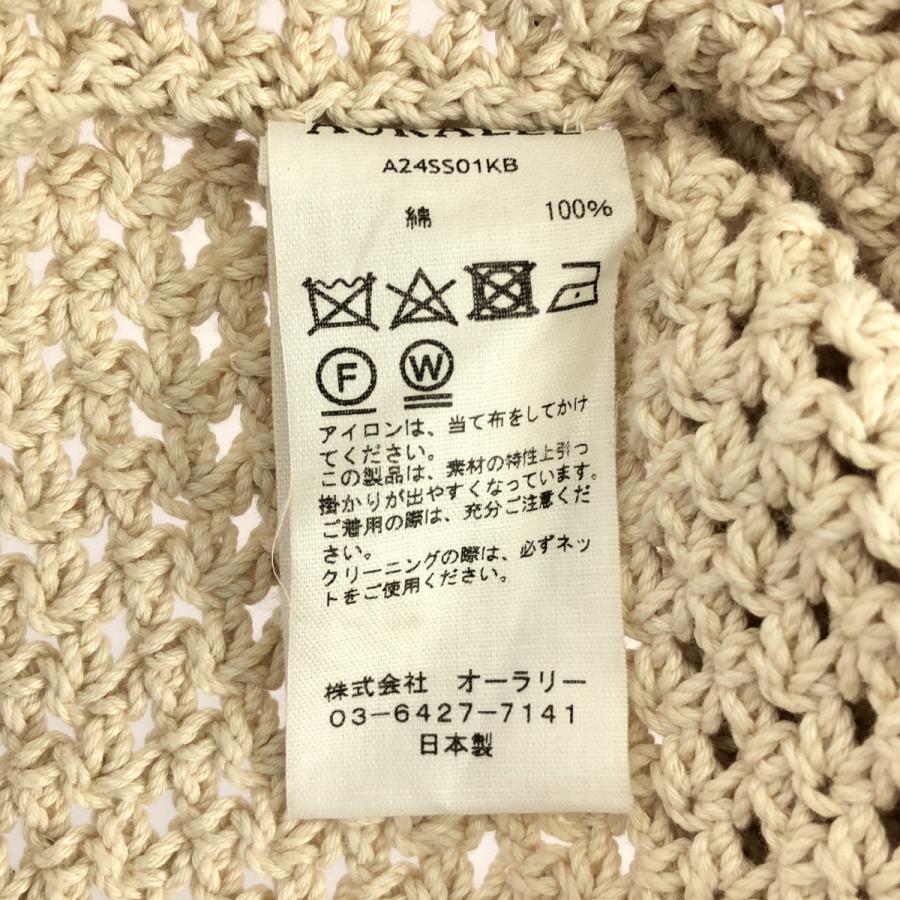 AURALEE
A24SS01KB
綿 100%
F W
アイロンは、当て布をしてかけ
てください。
この製品は、素材の特性上引っ
掛かりが出やすくなっています。
ご着用の際は、充分ご注意くだ
さい。
クリーニングの際は、必ずネッ
トをご使用ください。
株式会社 オーラリー
03-6427-7141
日本製